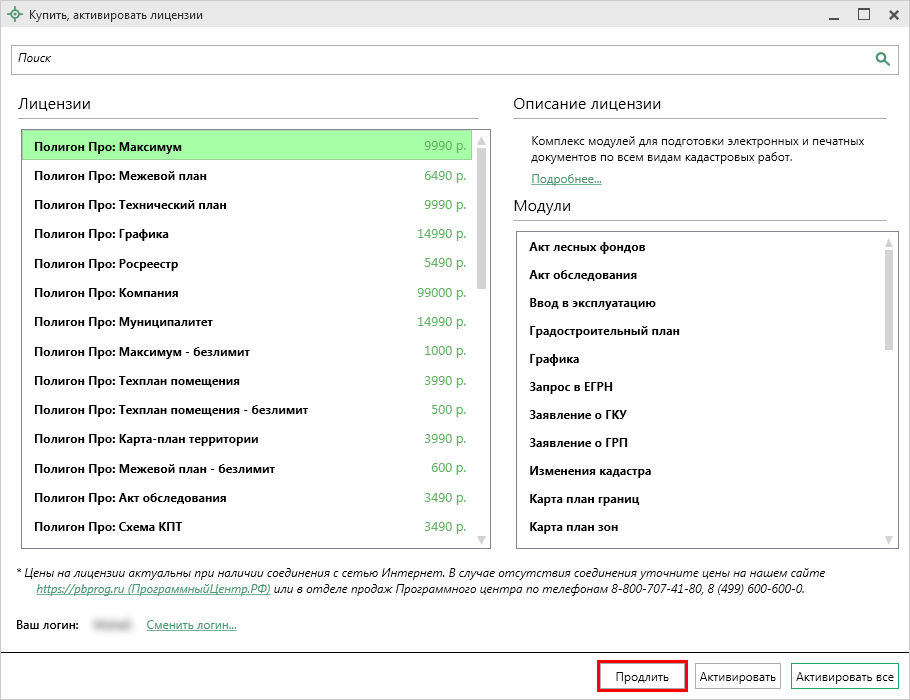 Купить, активировать лицензии
Поиск
Лицензии
Полигон Про: Максимум 9990 р.
Полигон Про: Межевой план 6490 р.
Полигон Про: Технический план 9990 р.
Полигон Про: Графика 14990 р.
Полигон Про: Росреестр 5490 р.
Полигон Про: Компания 99000 р.
Полигон Про: Муниципалитет 14990 р.
Полигон Про: Максимум - безлимит 1000 р.
Полигон Про: Техплан помещения 3990 р.
Полигон Про: Техплан помещения - безлимит 500 р.
Полигон Про: Карта-план территории 3990 р.
Полигон Про: Межевой план - безлимит 600 р.
Полигон Про: Акт обследования 3490 р.
Полигон Про: Схема КПТ 3490 р.
Описание лицензии
Комплекс модулей для подготовки электронных и печатных
документов по всем видам кадастровых работ.
Подробнее...
Модули
Акт лесных фондов
Акт обследования
Ввод в эксплуатацию
Градостроительный план
Графика
Запрос в ЕГРН
Заявление о ГКУ
Заявление о ГРП
Изменения кадастра
Карта план границ
Карта план зон
* Цены на лицензии актуальны при наличии соединения с сетью Интернет. В случае отсутствия соединения уточните цены на нашем сайте
https://pbprog.ru (ПрограммныйЦентр.РФ) или в отделе продаж Программного центра по телефонам 8-800-707-41-80, 8 (499) 600-600-0.
Ваш логин: Сменить логин...
Продлить Активировать Активировать все